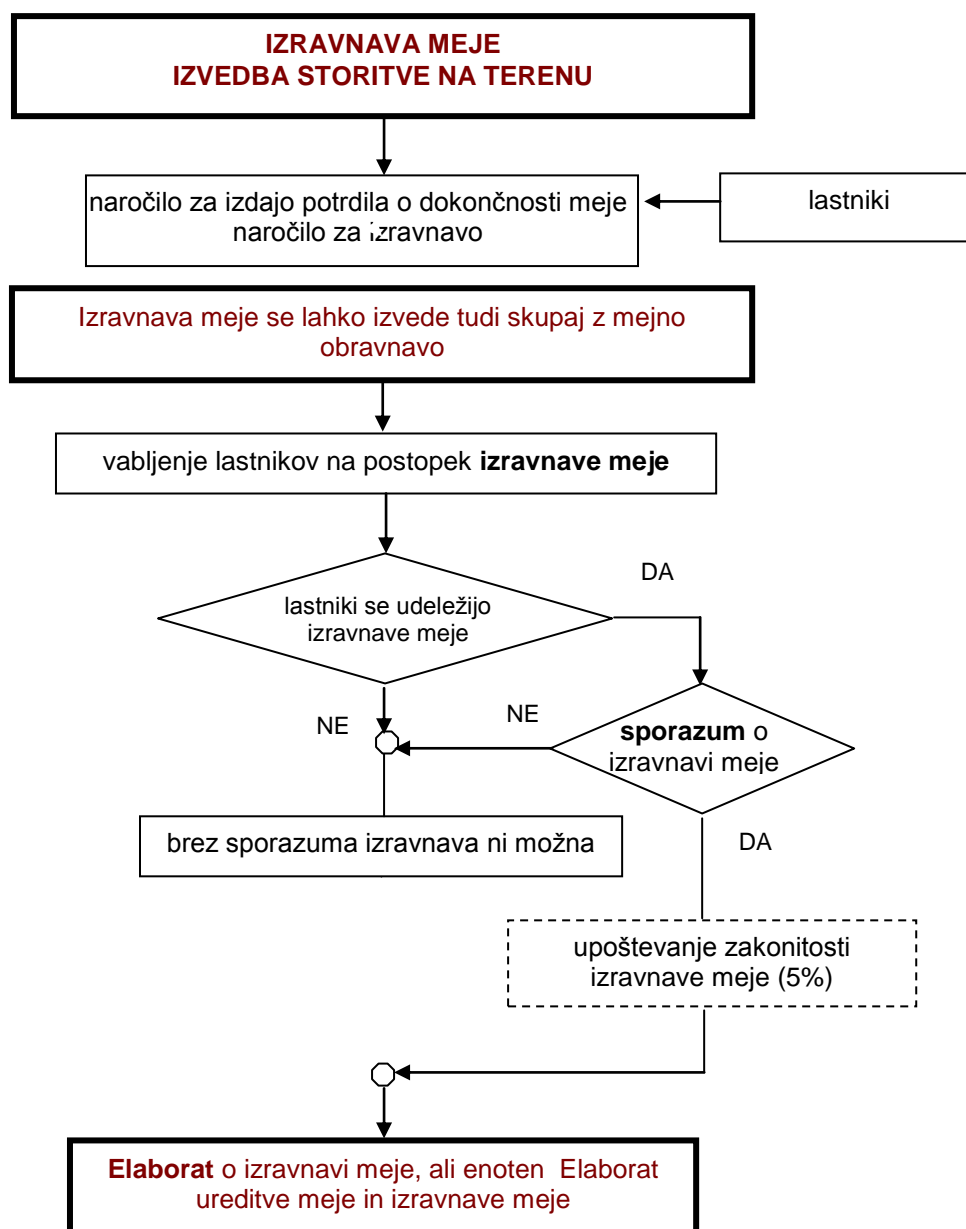 IZRAVNAVA MEJE
IZVEDBA STORITVE NA TERENU
naročilo za izdajo potrdila o dokončnosti meje
naročilo za izravnavo
lastniki
Izravnava meje se lahko izvede tudi skupaj z mejno
obravnavo
vabljenje lastnikov na postopek izravnave meje
DA
lastniki se udeležijo
izravnave meje
NE
NE
sporazum o
izravnavi meje
brez sporazuma izravnava ni možna
DA
upoštevanje zakonitosti
izravnave meje (5%)
Elaborat o izravnavi meje, ali enoten Elaborat
ureditve meje in izravnave meje